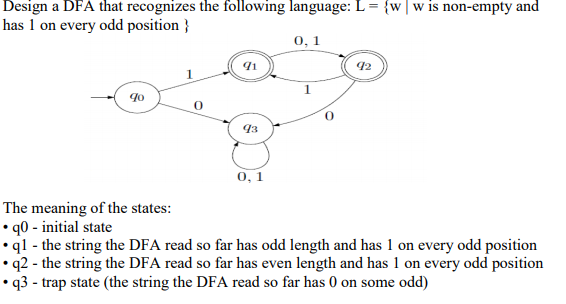 Design a DFA that recognizes the following language: L = {w | w is non-empty and
has 1 on every odd position }
0, 1
q1
q2
1
1
q0
0
0
q3
0, 1
The meaning of the states:
• q0 - initial state
• q1 - the string the DFA read so far has odd length and has 1 on every odd position
• q2 - the string the DFA read so far has even length and has 1 on every odd position
• q3 - trap state (the string the DFA read so far has 0 on some odd)